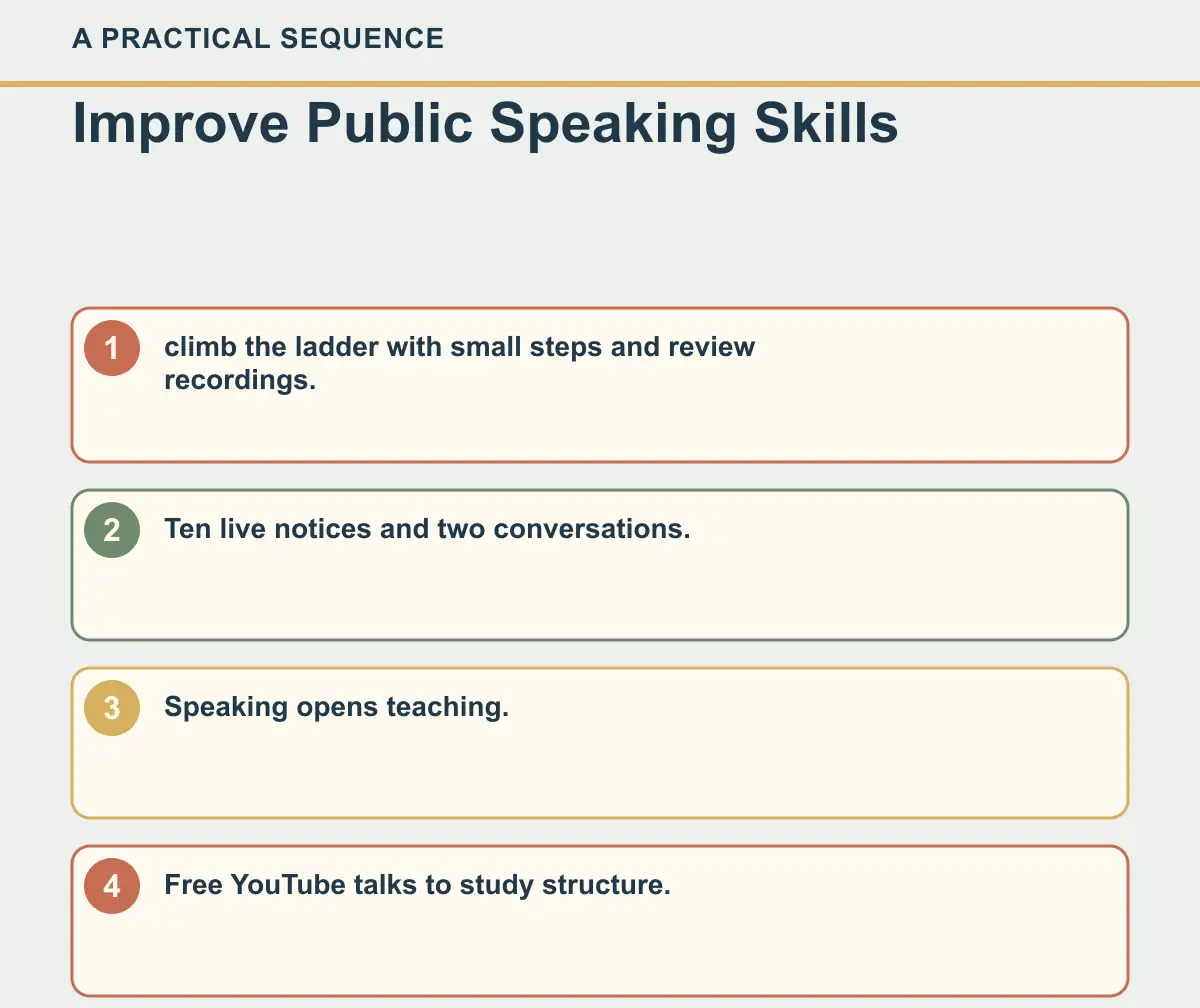 A PRACTICAL SEQUENCE
Improve Public Speaking Skills
1
climb the ladder with small steps and review
recordings.
2
Ten live notices and two conversations.
3
Speaking opens teaching.
4
Free YouTube talks to study structure.